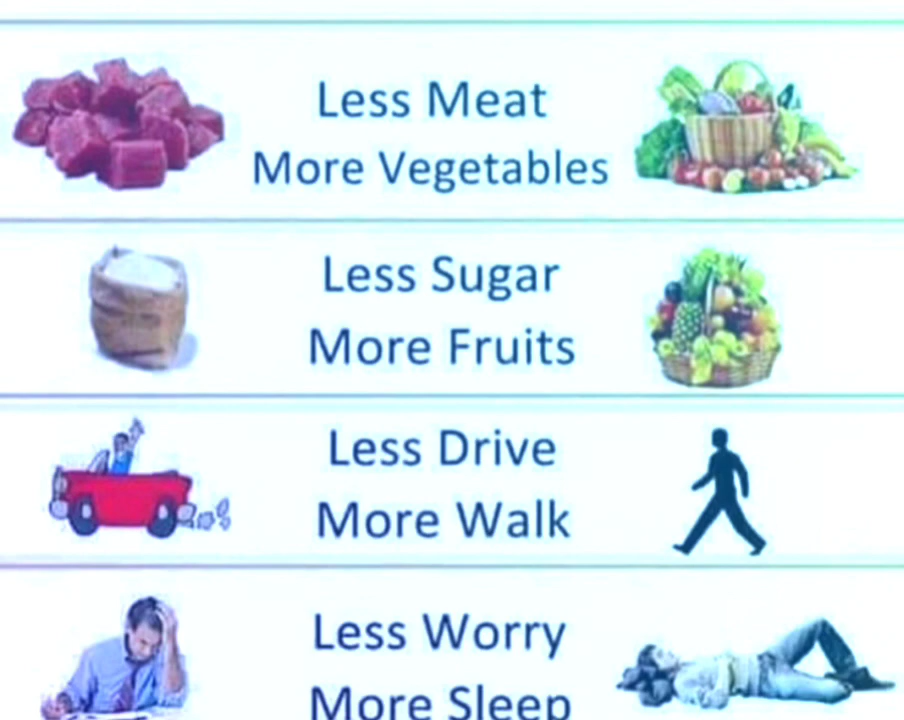 Less Meat
More Vegetables
Less Sugar
More Fruits
Less Drive
More Walk
Less Worry
More Sleep